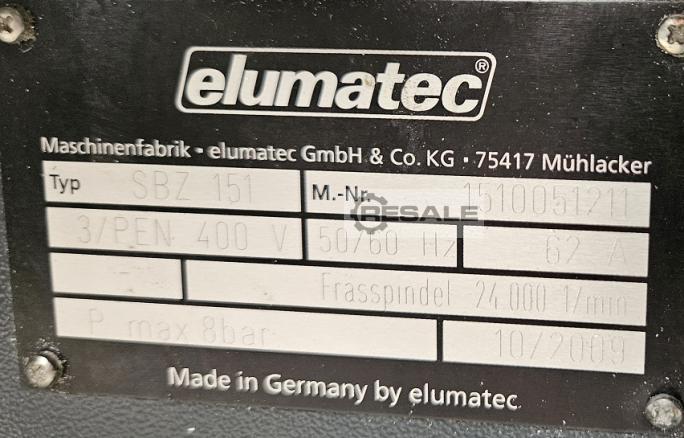 elumatec®
Maschinenfabrik • elumatec GmbH & Co. KG • 75417 Mühlacker
Typ SBZ 151 M.-Nr. 1510051211
RESALE
3/PEN 400 V 50/60 Hz 62 A
Frässpindel 24.000 1/min
P max 8bar 10/2009
Made in Germany by elumatec